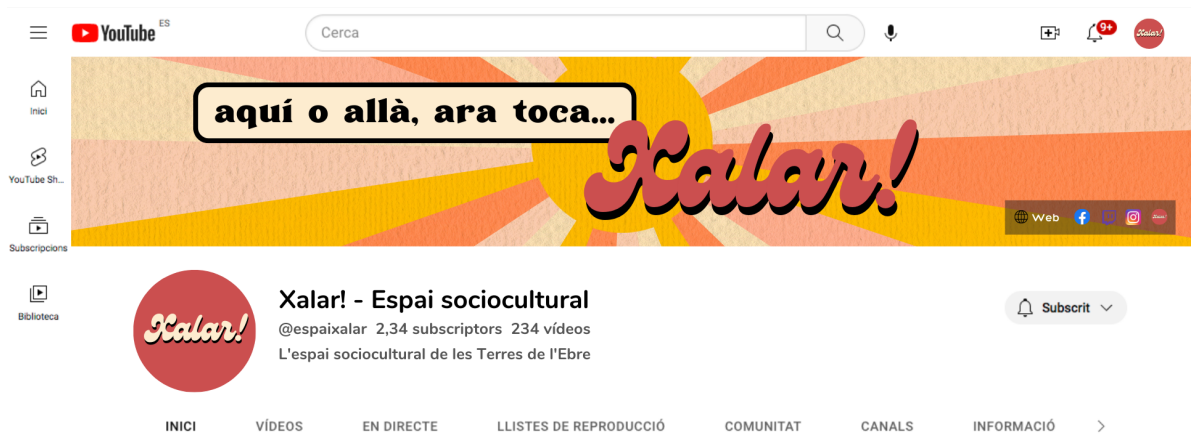 YouTube ES
Cerca
9+
Xalar!
Inici
YouTube Sh...
Subscripcions
Biblioteca
aquí o allà, ara toca...
Xalar!
Web
Xalar!
Xalar! - Espai sociocultural
@espaixalar 2,34 subscriptors 234 vídeos
L'espai sociocultural de les Terres de l'Ebre
Subscrit
INICI VÍDEOS EN DIRECTE LLISTES DE REPRODUCCIÓ COMUNITAT CANALS INFORMACIÓ